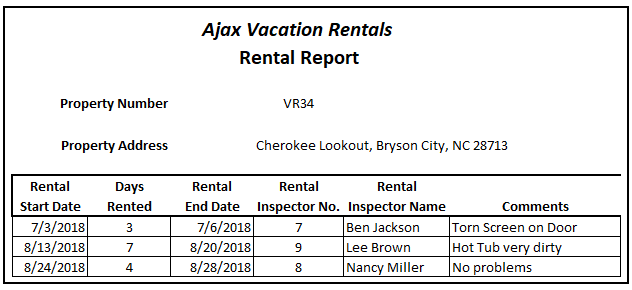 Ajax Vacation Rentals
Rental Report
Property Number VR34
Property Address Cherokee Lookout, Bryson City, NC 28713
Rental Days Rental Rental Rental
Start Date Rented End Date Inspector No. Inspector Name Comments
7/3/2018 3 7/6/2018 7 Ben Jackson Torn Screen on Door
8/13/2018 7 8/20/2018 9 Lee Brown Hot Tub very dirty
8/24/2018 4 8/28/2018 8 Nancy Miller No problems